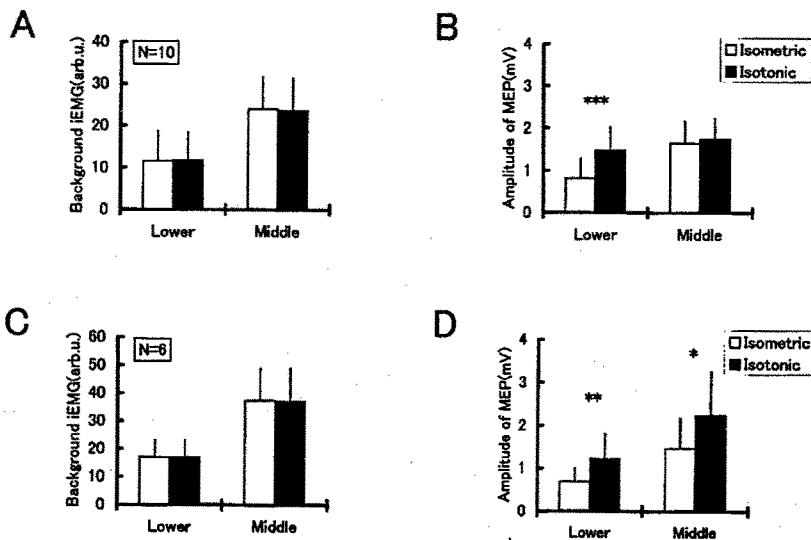 A
Background iEMG(arb.u.)
40
30
20
10
0
N=10
Lower Middle
B
Amplitude of MEP(mV)
4
3
2
1
0
Isometric
Isotonic
***
Lower Middle
C
Background iEMG(arb.u.)
60
50
40
30
20
10
0
N=6
Lower Middle
D
Amplitude of MEP(mV)
4
3
2
1
0
Isometric
Isotonic
**
*
Lower Middle